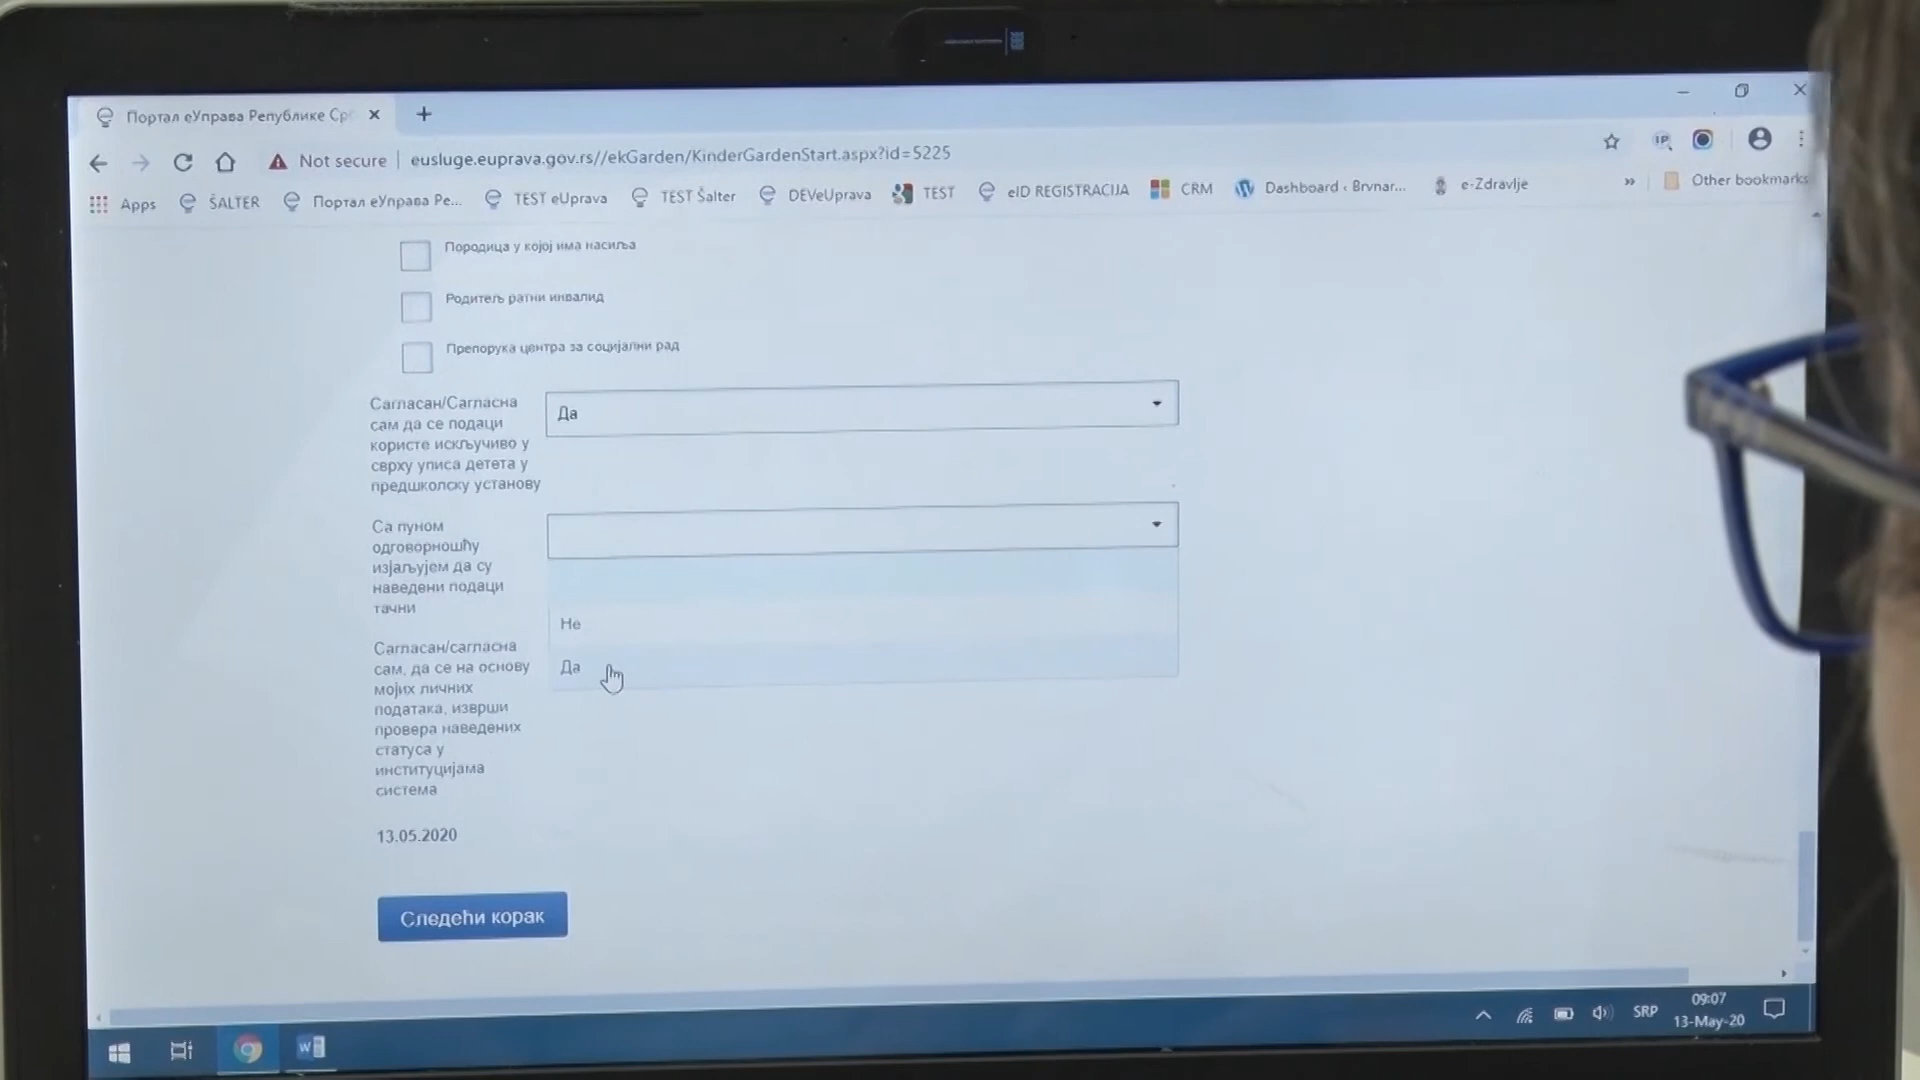 Портал еУправа Републике Ср
Not secure
eusluge.euprava.gov.rs//ekGarden/KinderGardenStart.aspx?id=5225
Apps
ŠALTER
Портал еУправа Ре...
TEST eUprava
TEST Šalter
DEVeUprava
TEST
eID REGISTRACIJA
CRM
Dashboard ‹ Brvnar...
e-Zdravlje
»
Other bookmarks
Породица у којој има насиља
Родитељ ратни инвалид
Препорука центра за социјални рад
Сагласан/Сагласна
сам да се подаци
користе искључиво у
сврху уписа детета у
предшколску установу
Да
Са пуном
одговорношћу
изјаљујем да су
наведени подаци
тачни
Не
Да
Сагласан/сагласна
сам, да се на основу
мојих личних
података, изврши
провера наведених
статуса у
институцијама
система
13.05.2020
Следећи корак
SRP
09:07
13-May-20